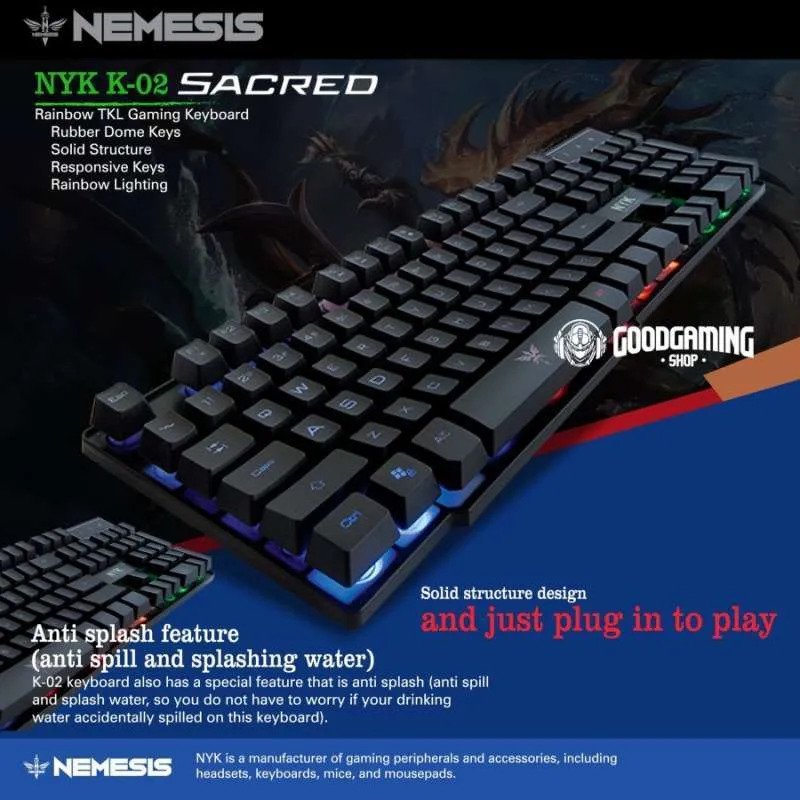 NEMESIS
NYK K-02 SACRED
Rainbow TKL Gaming Keyboard
Rubber Dome Keys
Solid Structure
Responsive Keys
Rainbow Lighting
NYK
GOODGAMING
• SHOP •
Esc
Q W E
A S D
Z X
Caps
Ctrl
Solid structure design
and just plug in to play
Anti splash feature
(anti spill and splashing water)
K-02 keyboard also has a special feature that is anti splash (anti spill
and splash water, so you do not have to worry if your drinking
water accidentally spilled on this keyboard).
NEMESIS
NYK is a manufacturer of gaming peripherals and accessories, including
headsets, keyboards, mice, and mousepads.